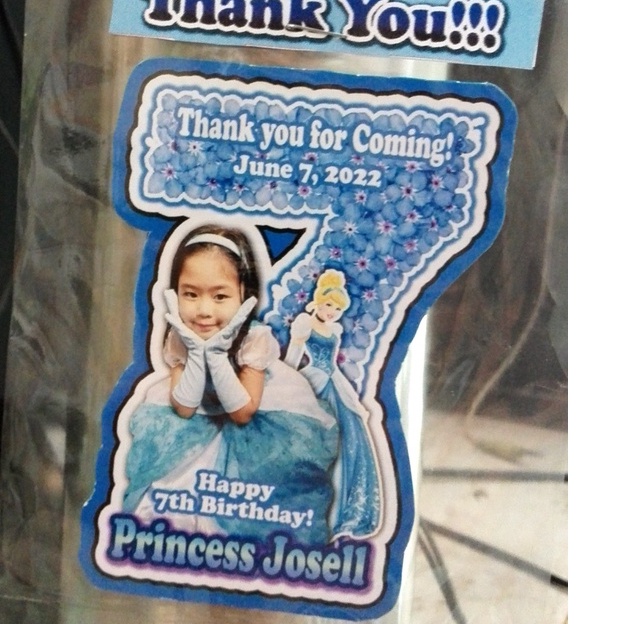 Thank You!!!
Thank you for Coming!
June 7, 2022
Happy
7th Birthday!
Princess Josell